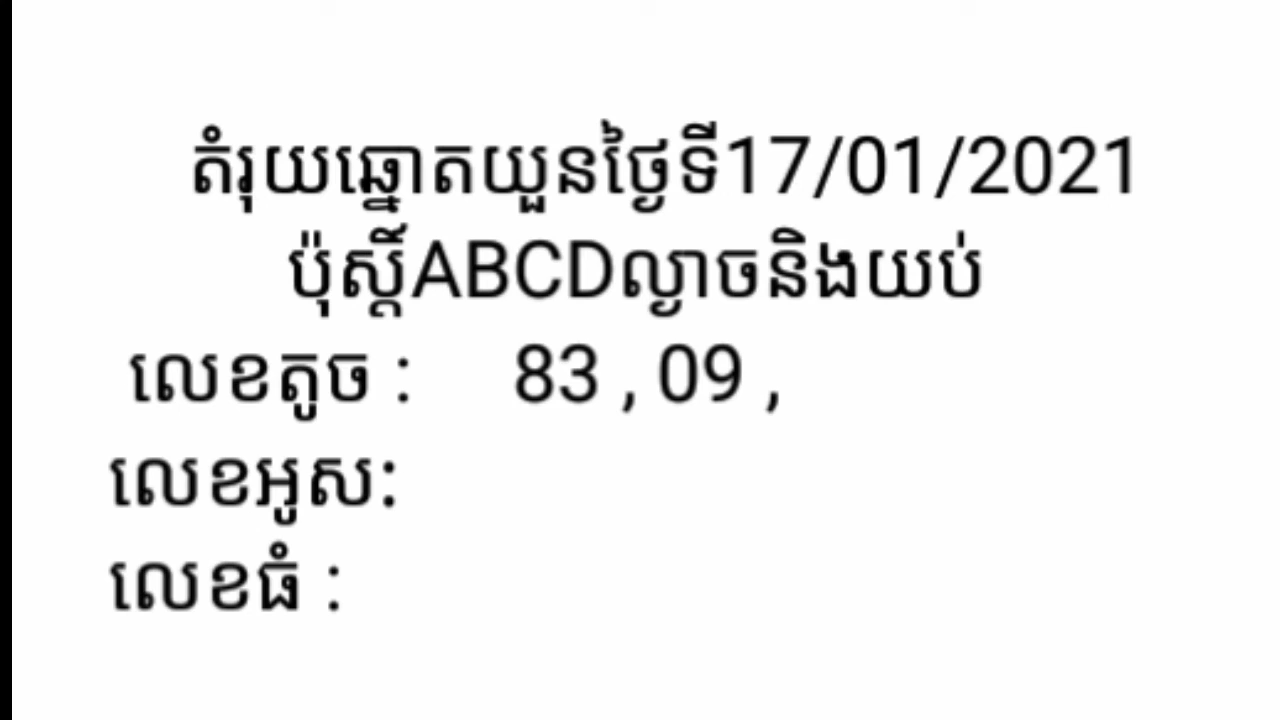 តំរុយឆ្នោតយួនថ្ងៃទី17/01/2021
ប៉ុស្តិ៍ABCDល្ងាចនិងយប់
លេខតូច : 83 , 09 ,
លេខអូស:
លេខធំ :